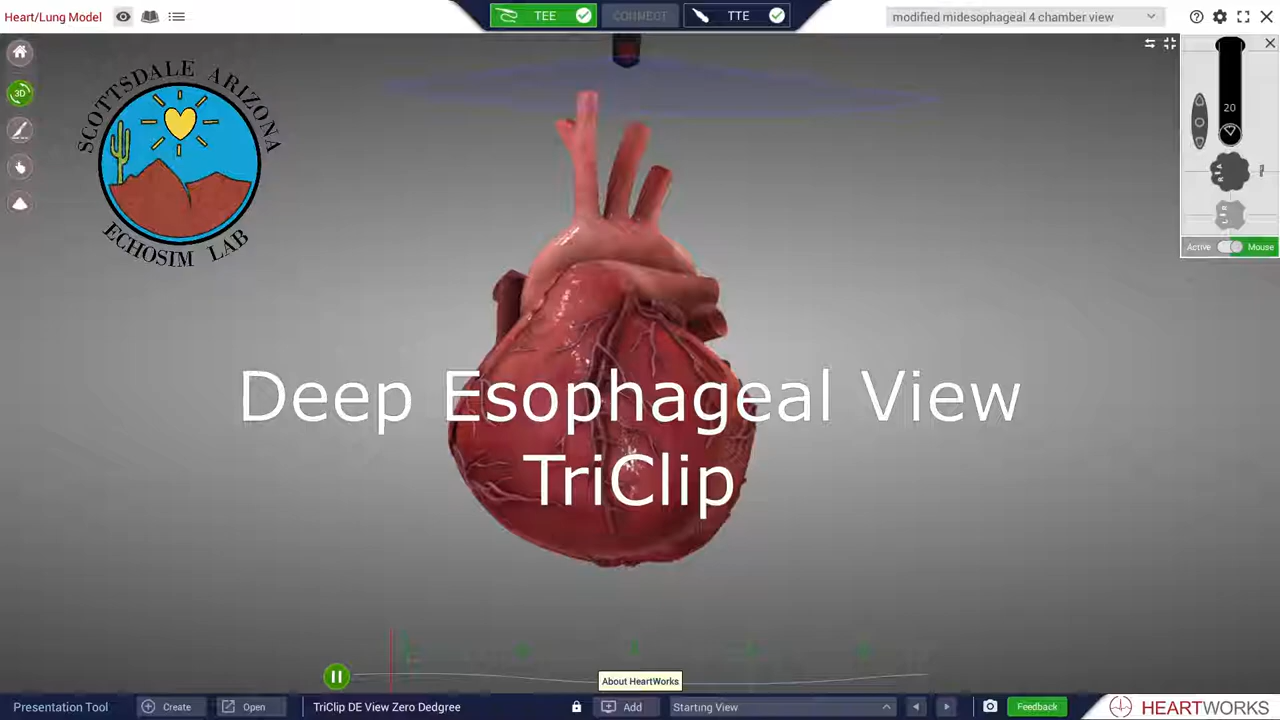 Heart/Lung Model
TEE
CONNECT
TTE
modified midesophageal 4 chamber view
3D
SCOTTSDALE ARIZONA
ECHOSIM LAB
20
Active
Mouse
Deep Esophageal View
TriClip
About HeartWorks
Presentation Tool
Create
Open
TriClip DE View Zero Dedgree
Add
Starting View
Feedback
HEARTWORKS